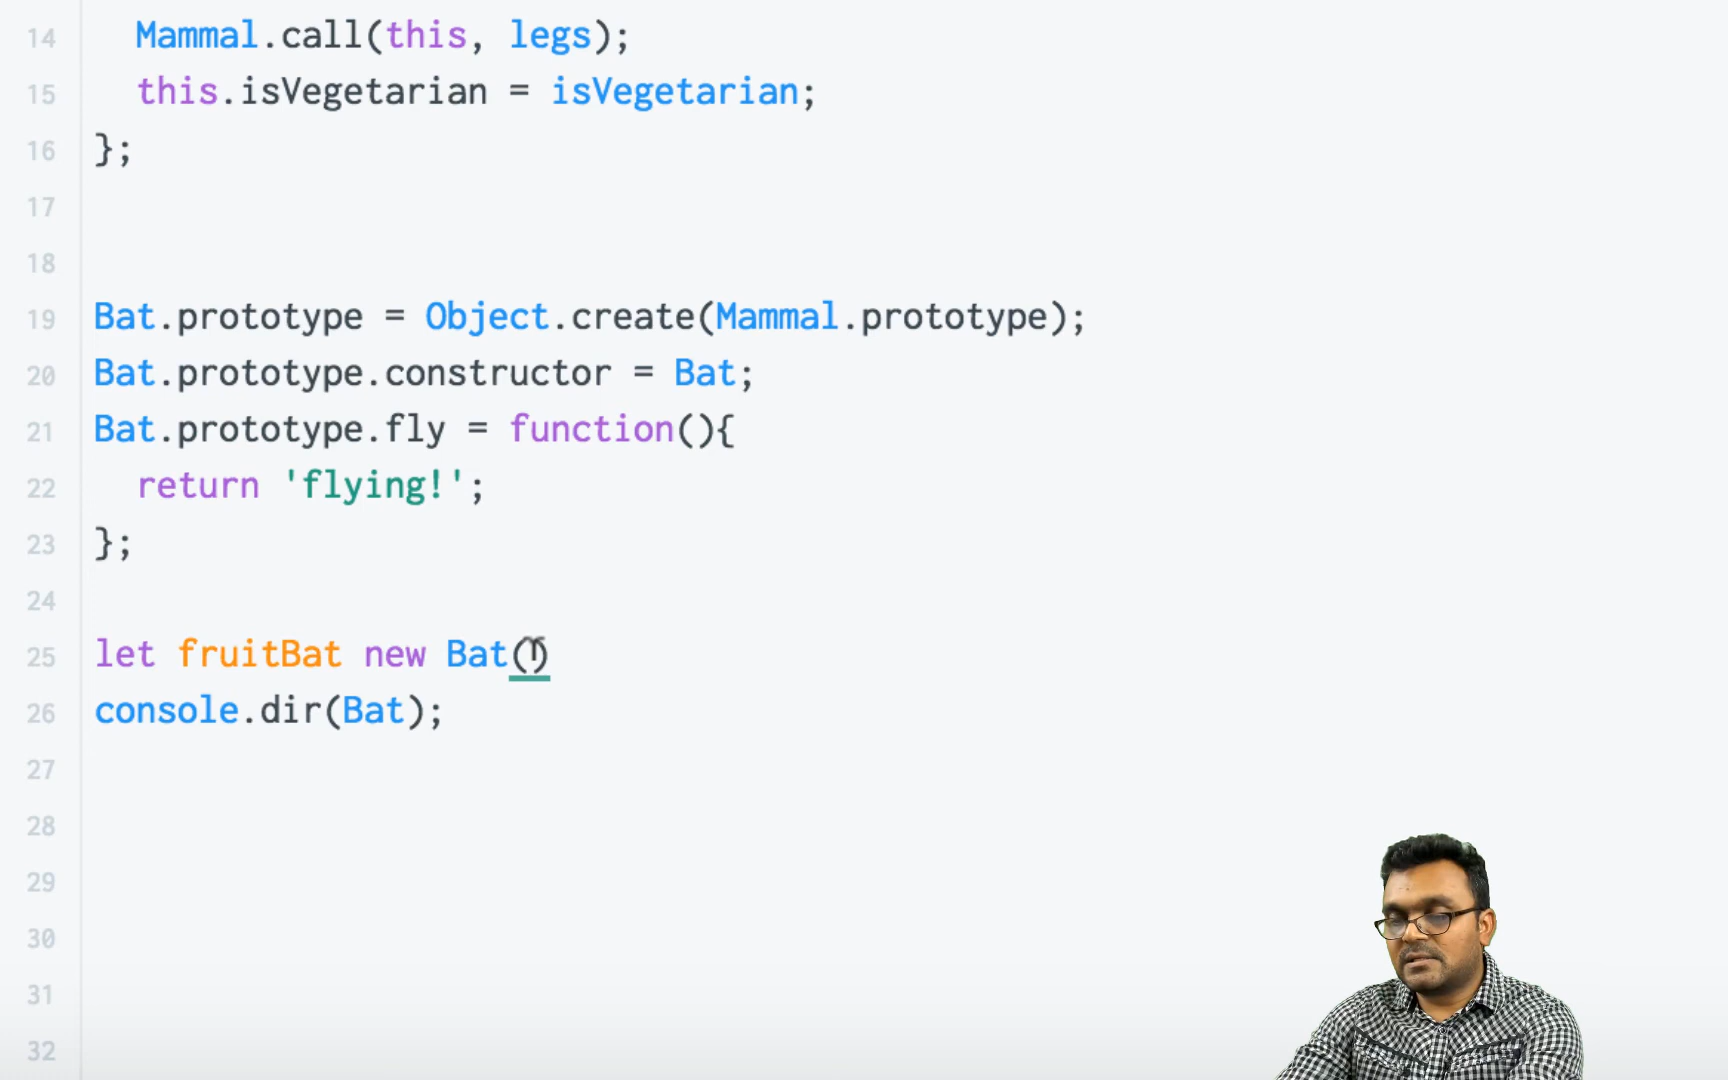 14 Mammal.call(this, legs);
15 this.isVegetarian = isVegetarian;
16 };
17
18
19 Bat.prototype = Object.create(Mammal.prototype);
20 Bat.prototype.constructor = Bat;
21 Bat.prototype.fly = function(){
22 return 'flying!';
23 };
24
25 let fruitBat new Bat()
26 console.dir(Bat);
27
28
29
30
31
32